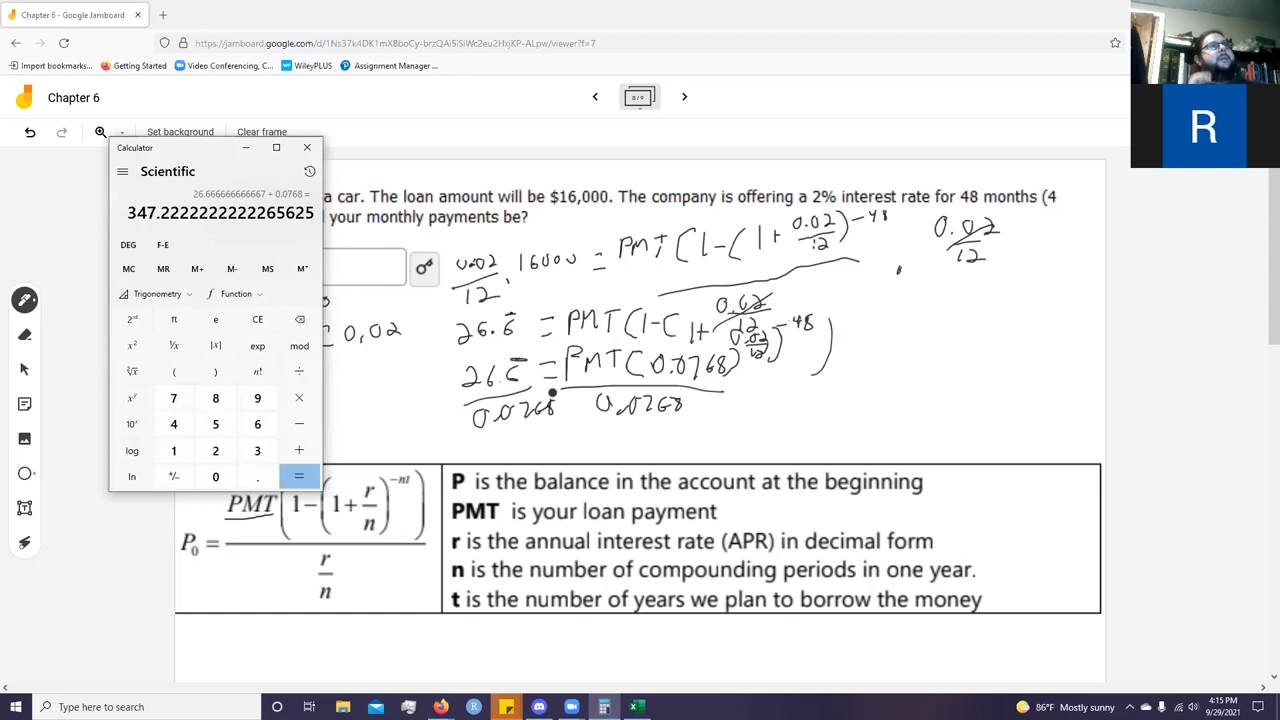 Chapter 6 - Google Jamboard
https://jamboard.google.com/d/1Ns37k4DK1mXBboCy-brzQAi5iSiWc2eu2HxjKP-ALpw/viewer?f=7
Import bookmarks... Getting Started Video Conferencing, C... WileyPLUS Assignment Manager ...
Chapter 6
8 / 9
Set background Clear frame
Calculator
Scientific
26.666666666667 ÷ 0.0768 =
347.2222222222265625
DEG F-E
MC MR M+ M- MS M
Trigonometry Function
2nd π e CE
x² ¹/x |x| exp mod
( ) n! ÷
7 8 9 ×
10ˣ 4 5 6 −
log 1 2 3 +
ln +/− 0 . =
a car. The loan amount will be $16,000. The company is offering a 2% interest rate for 48 months (4
your monthly payments be?
0.02/12 · 16000 = PMT(1-(1+0.02/12)^-48
0.02/12
0,02
26.6 = PMT(1-(1+0.02/12)^-48)
0.02/12
26.6 = PMT(0.0768)
0.0768 0.0768
P₀ = PMT(1−(1+r/n)^−nt) / (r/n)
P is the balance in the account at the beginning
PMT is your loan payment
r is the annual interest rate (APR) in decimal form
n is the number of compounding periods in one year.
t is the number of years we plan to borrow the money
R
Type here to search
86°F Mostly sunny
4:15 PM
9/29/2021